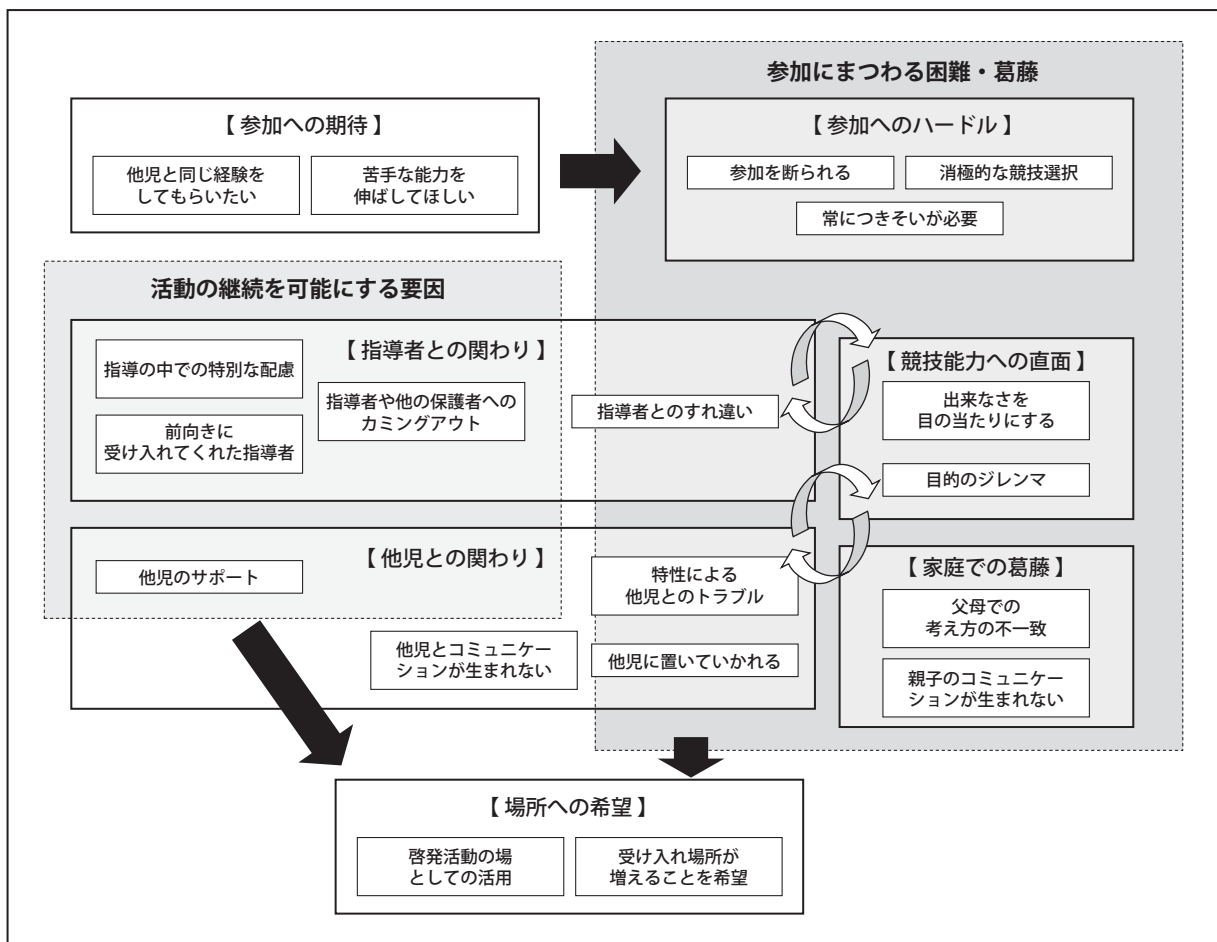 参加にまつわる困難・葛藤
【 参加への期待 】
他児と同じ経験を
してもらいたい
苦手な能力を
伸ばしてほしい
【 参加へのハードル 】
参加を断られる
消極的な競技選択
常につきそいが必要
活動の継続を可能にする要因
【 指導者との関わり 】
指導の中での特別な配慮
前向きに
受け入れてくれた指導者
指導者や他の保護者への
カミングアウト
指導者とのすれ違い
【 競技能力への直面 】
出来なさを
目の当たりにする
目的のジレンマ
【 他児との関わり 】
他児のサポート
特性による
他児とのトラブル
他児とコミュニケー
ションが生まれない
他児に置いていかれる
【 家庭での葛藤 】
父母での
考え方の不一致
親子のコミュニケー
ションが生まれない
【 場所への希望 】
啓発活動の場
としての活用
受け入れ場所が
増えることを希望